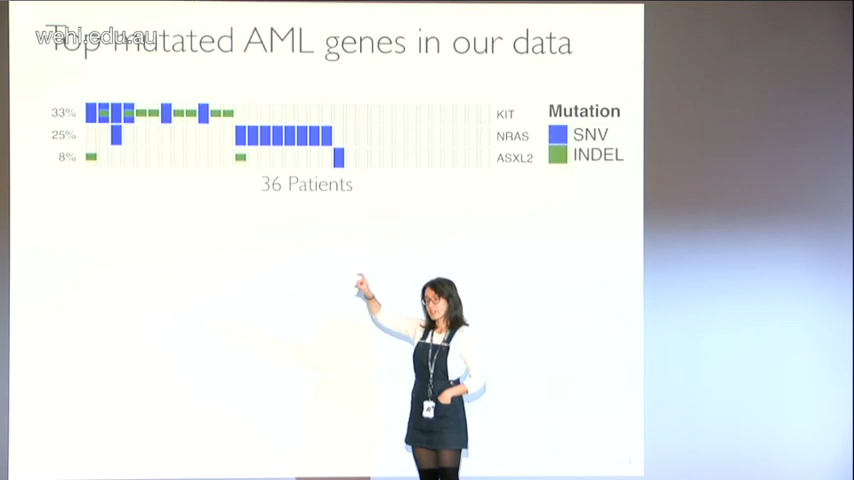 wehi.edu.au
Top mutated AML genes in our data
33% KIT
25% NRAS
8% ASXL2
36 Patients
Mutation
SNV
INDEL